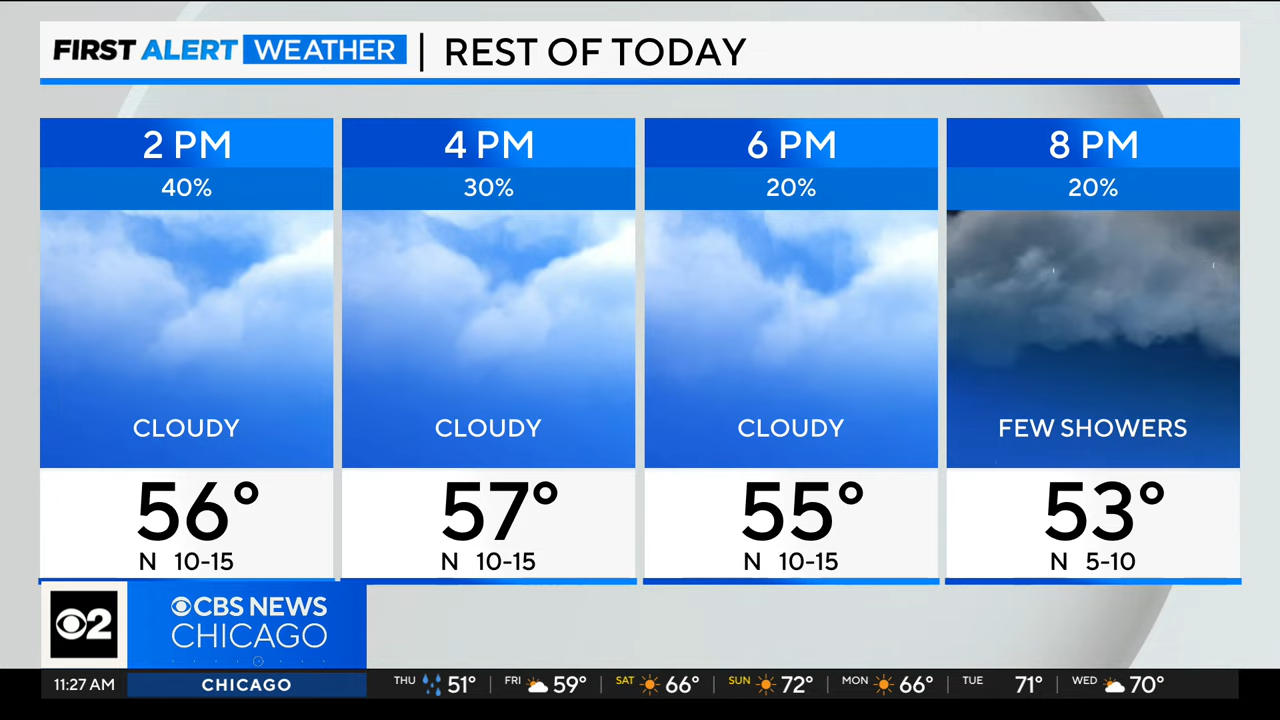 FIRST ALERT WEATHER | REST OF TODAY
2 PM
40%
CLOUDY
56°
N 10-15
4 PM
30%
CLOUDY
57°
N 10-15
6 PM
20%
CLOUDY
55°
N 10-15
8 PM
20%
FEW SHOWERS
53°
N 5-10
2
CBS NEWS
CHICAGO
11:27 AM
CHICAGO
THU 51° | FRI 59° | SAT 66° | SUN 72° | MON 66° | TUE 71° | WED 70°